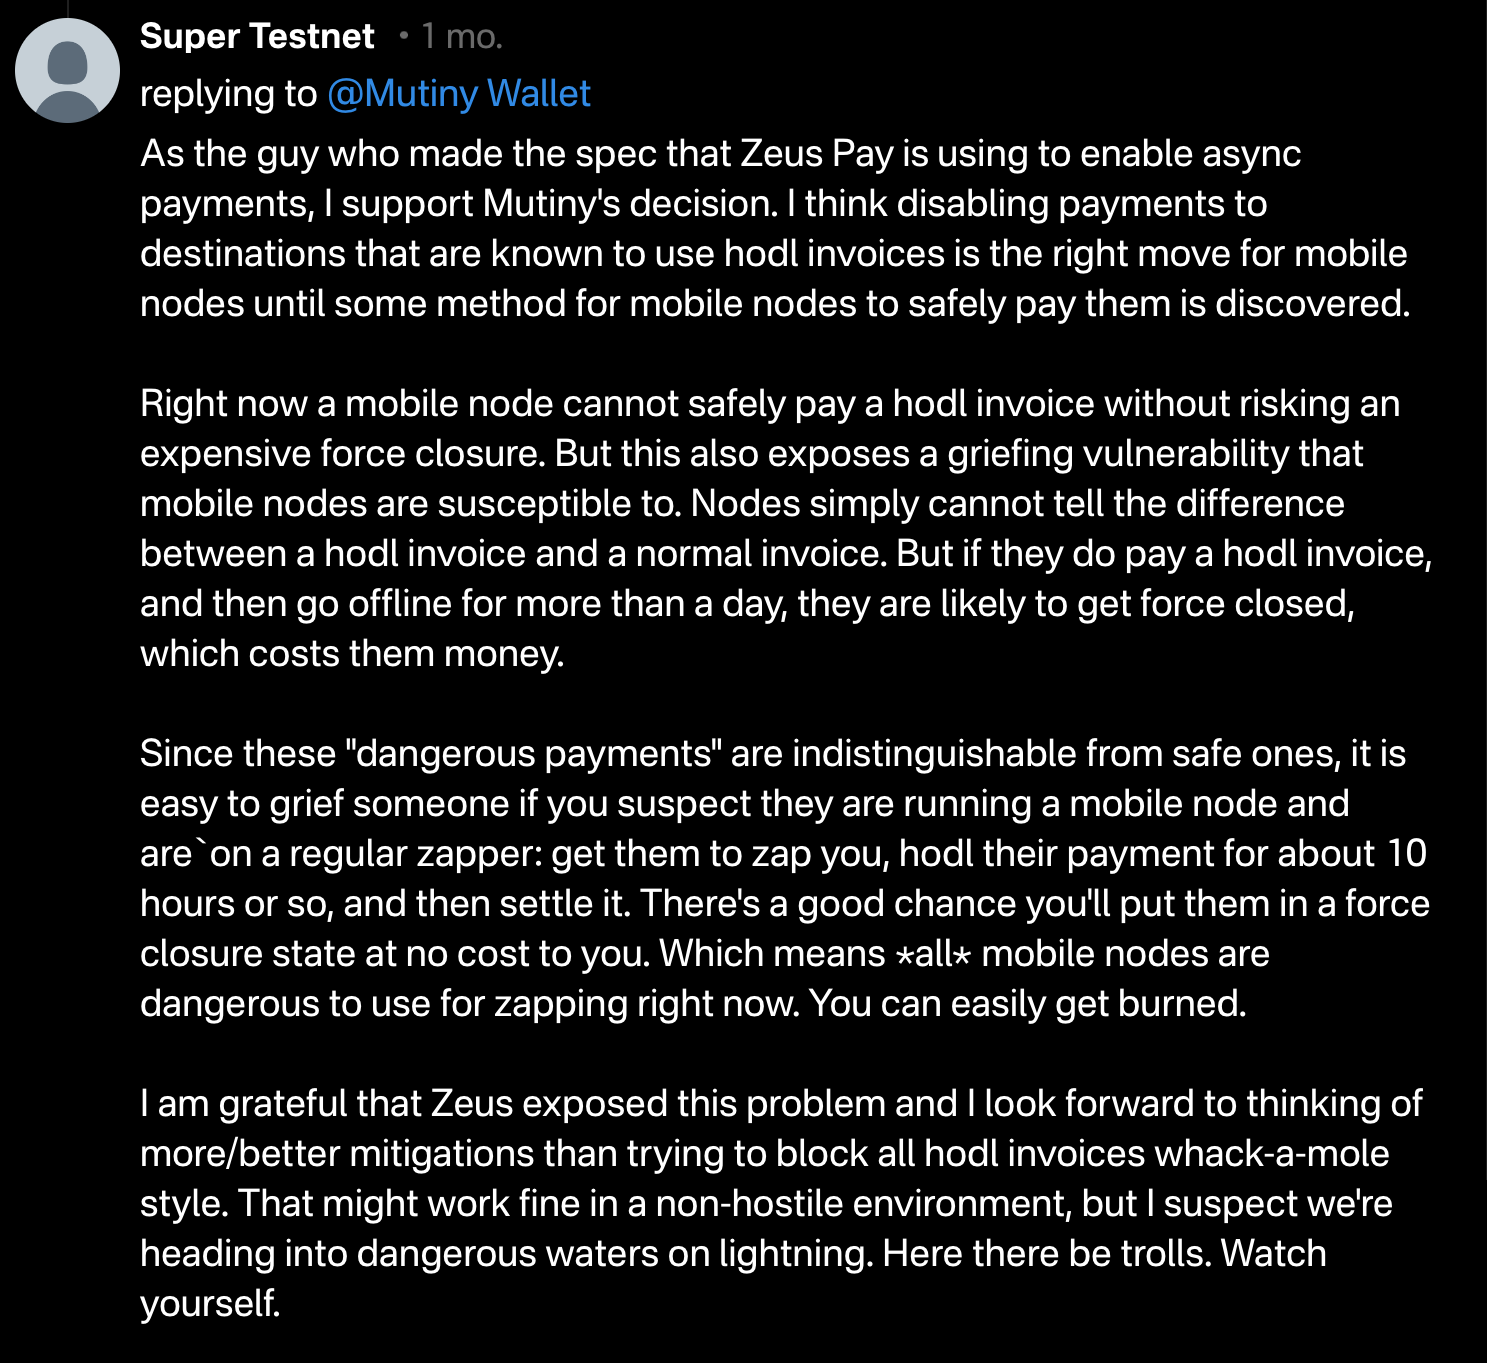 Super Testnet • 1 mo.
replying to @Mutiny Wallet
As the guy who made the spec that Zeus Pay is using to enable async
payments, I support Mutiny's decision. I think disabling payments to
destinations that are known to use hodl invoices is the right move for mobile
nodes until some method for mobile nodes to safely pay them is discovered.
Right now a mobile node cannot safely pay a hodl invoice without risking an
expensive force closure. But this also exposes a griefing vulnerability that
mobile nodes are susceptible to. Nodes simply cannot tell the difference
between a hodl invoice and a normal invoice. But if they do pay a hodl invoice,
and then go offline for more than a day, they are likely to get force closed,
which costs them money.
Since these "dangerous payments" are indistinguishable from safe ones, it is
easy to grief someone if you suspect they are running a mobile node and
are`on a regular zapper: get them to zap you, hodl their payment for about 10
hours or so, and then settle it. There's a good chance you'll put them in a force
closure state at no cost to you. Which means *all* mobile nodes are
dangerous to use for zapping right now. You can easily get burned.
I am grateful that Zeus exposed this problem and I look forward to thinking of
more/better mitigations than trying to block all hodl invoices whack-a-mole
style. That might work fine in a non-hostile environment, but I suspect we're
heading into dangerous waters on lightning. Here there be trolls. Watch
yourself.